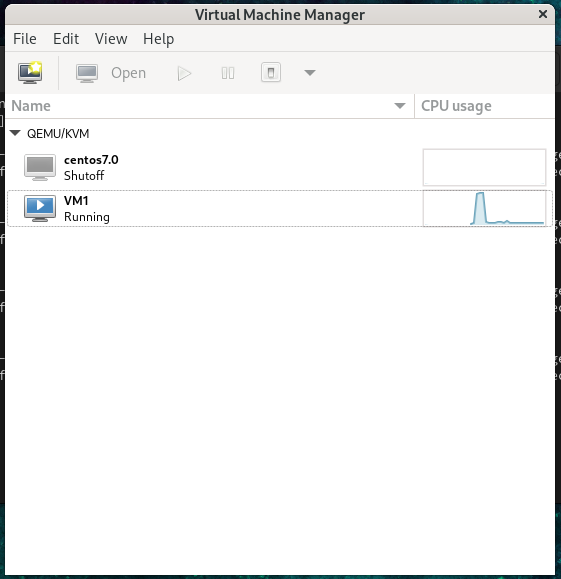 Virtual Machine Manager
File Edit View Help
Open
Name CPU usage
QEMU/KVM
centos7.0
Shutoff
VM1
Running